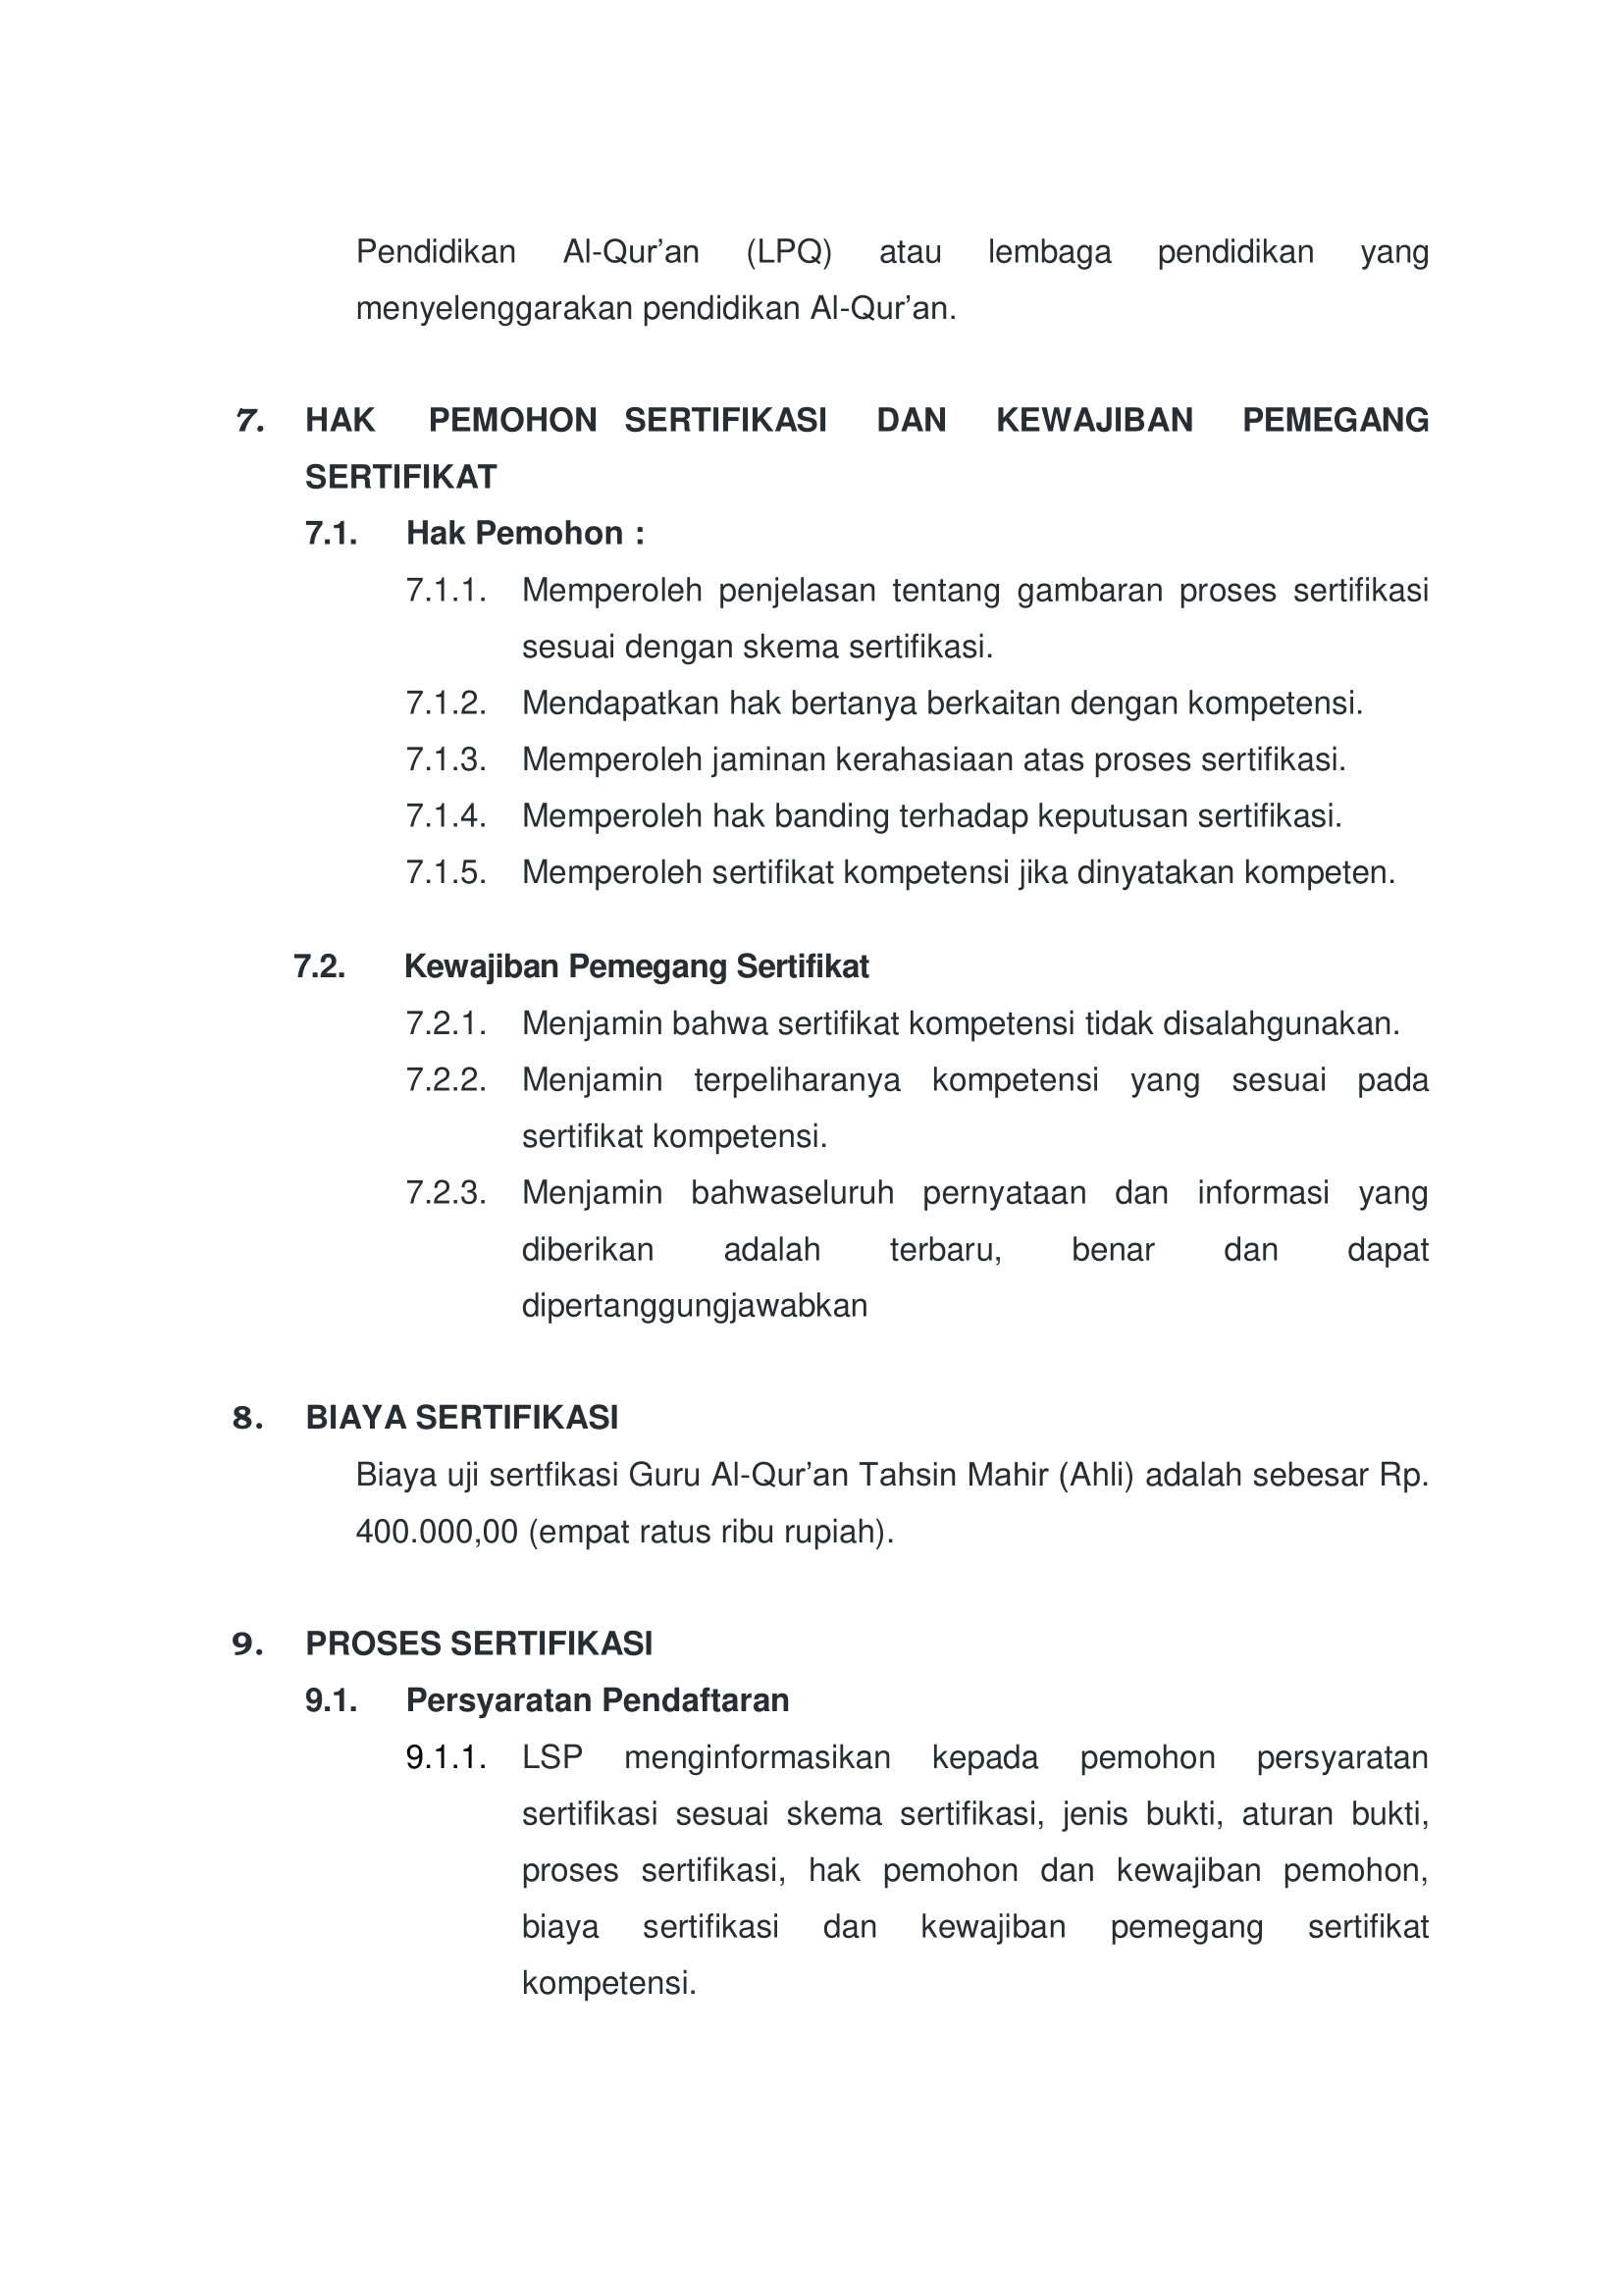 Pendidikan Al-Qur’an (LPQ) atau lembaga pendidikan yang
menyelenggarakan pendidikan Al-Qur’an.
7. HAK PEMOHON SERTIFIKASI DAN KEWAJIBAN PEMEGANG
SERTIFIKAT
7.1. Hak Pemohon :
7.1.1. Memperoleh penjelasan tentang gambaran proses sertifikasi
sesuai dengan skema sertifikasi.
7.1.2. Mendapatkan hak bertanya berkaitan dengan kompetensi.
7.1.3. Memperoleh jaminan kerahasiaan atas proses sertifikasi.
7.1.4. Memperoleh hak banding terhadap keputusan sertifikasi.
7.1.5. Memperoleh sertifikat kompetensi jika dinyatakan kompeten.
7.2. Kewajiban Pemegang Sertifikat
7.2.1. Menjamin bahwa sertifikat kompetensi tidak disalahgunakan.
7.2.2. Menjamin terpeliharanya kompetensi yang sesuai pada
sertifikat kompetensi.
7.2.3. Menjamin bahwaseluruh pernyataan dan informasi yang
diberikan adalah terbaru, benar dan dapat
dipertanggungjawabkan
8. BIAYA SERTIFIKASI
Biaya uji sertfikasi Guru Al-Qur’an Tahsin Mahir (Ahli) adalah sebesar Rp.
400.000,00 (empat ratus ribu rupiah).
9. PROSES SERTIFIKASI
9.1. Persyaratan Pendaftaran
9.1.1. LSP menginformasikan kepada pemohon persyaratan
sertifikasi sesuai skema sertifikasi, jenis bukti, aturan bukti,
proses sertifikasi, hak pemohon dan kewajiban pemohon,
biaya sertifikasi dan kewajiban pemegang sertifikat
kompetensi.